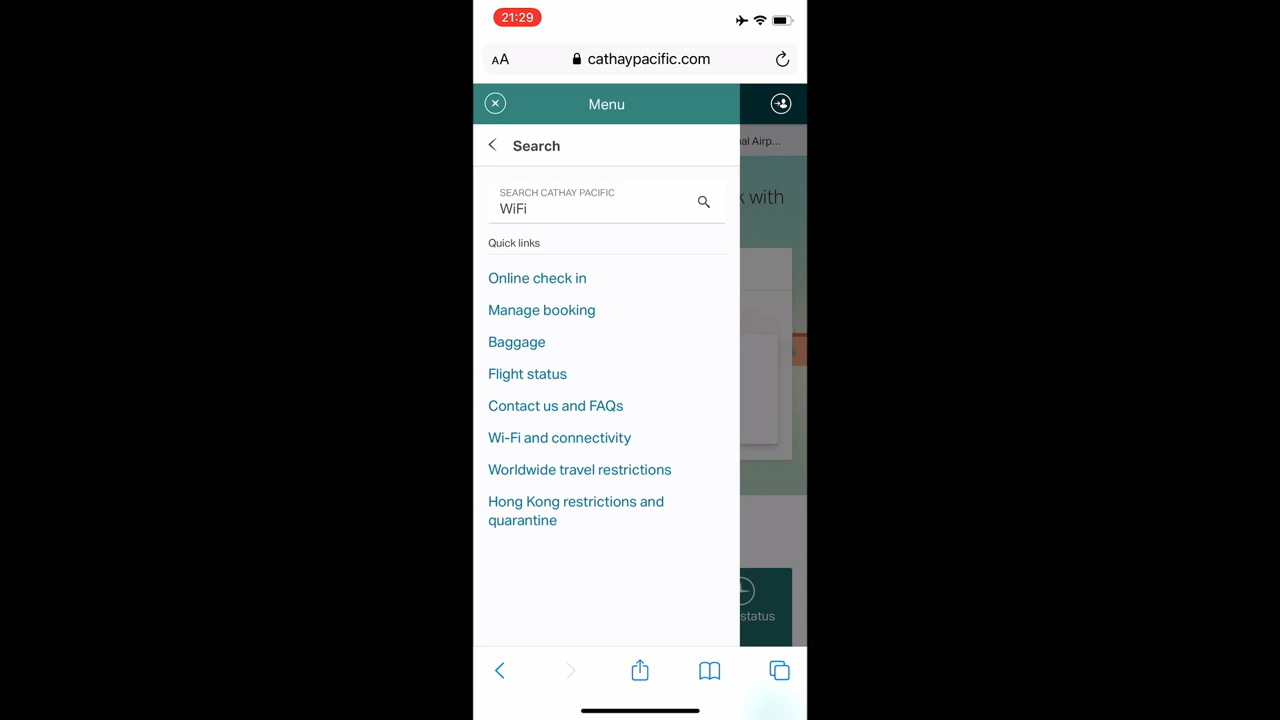 21:29
AA
cathaypacific.com
Menu
al Airp...
Search
k with
SEARCH CATHAY PACIFIC
WiFi
Quick links
Online check in
Manage booking
Baggage
Flight status
Contact us and FAQs
Wi-Fi and connectivity
Worldwide travel restrictions
Hong Kong restrictions and
quarantine
status